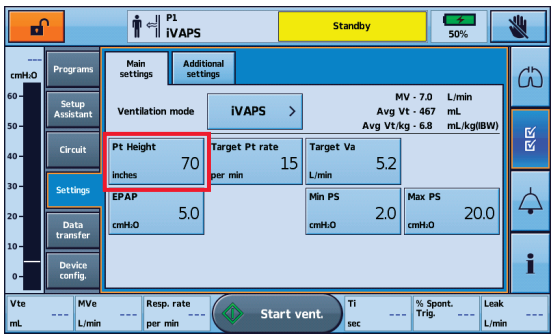 P1
iVAPS
Standby
50%
---
cmH₂O
60
50
40
30
20
10
0
Programs
Setup
Assistant
Circuit
Settings
Data
transfer
Device
config.
Main
settings
Additional
settings
Ventilation mode
iVAPS >
MV - 7.0 L/min
Avg Vt - 467 mL
Avg Vt/kg - 6.8 mL/kg(IBW)
Pt Height
70
inches
Target Pt rate
15
per min
Target Va
5.2
L/min
EPAP
5.0
cmH₂O
Min PS
2.0
cmH₂O
Max PS
20.0
cmH₂O
i
Vte
---
mL
MVe
---
L/min
Resp. rate
---
per min
Start vent.
Ti
---
sec
% Spont.
Trig. ---
Leak
---
L/min